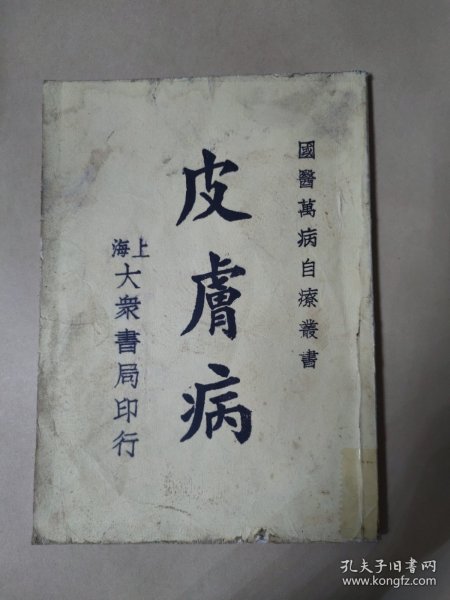 國醫萬病自療叢書
皮膚病
上海
大衆書局印行
孔夫子旧书网
www.kongfz.com